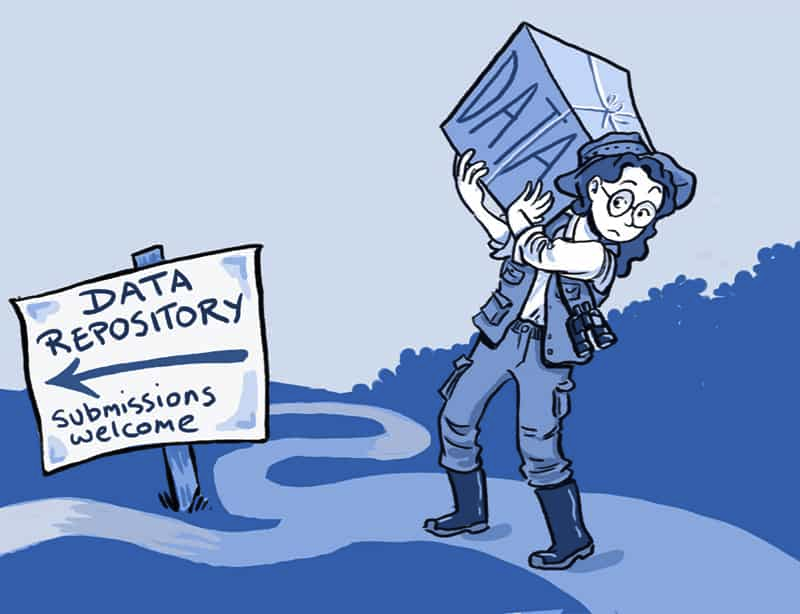 DATA
DATA
REPOSITORY
submissions
welcome